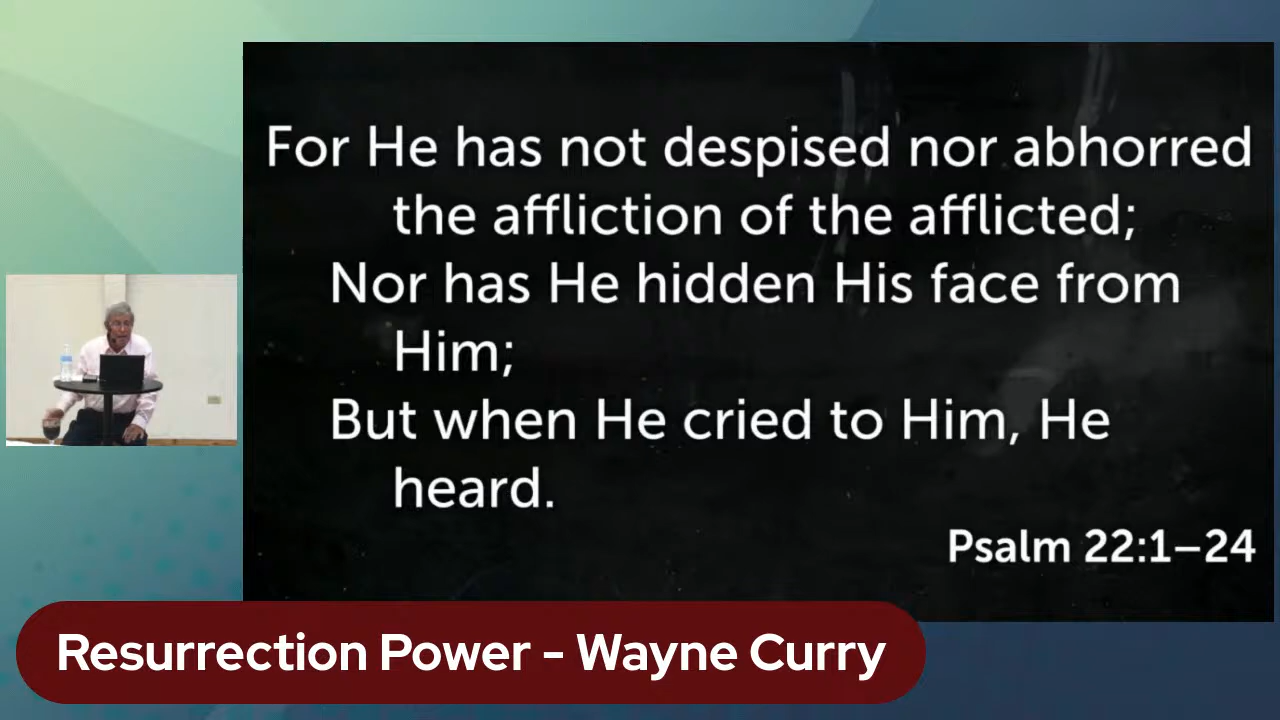 For He has not despised nor abhorred
the affliction of the afflicted;
Nor has He hidden His face from
Him;
But when He cried to Him, He
heard.
Psalm 22:1–24
Resurrection Power - Wayne Curry